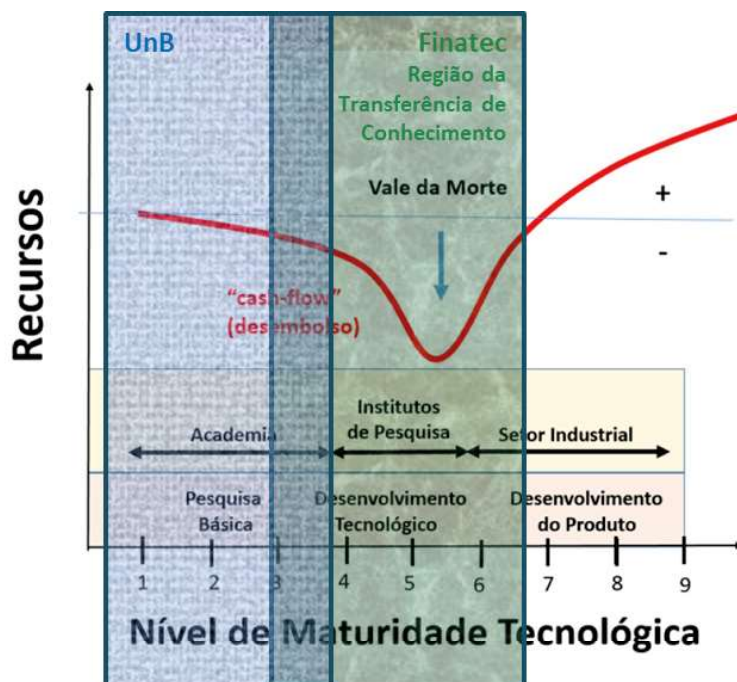 UnB
Finatec
Região da
Transferência de
Conhecimento
Vale da Morte
+
-
Recursos
“cash-flow”
(desembolso)
Institutos
de Pesquisa
Academia
Setor Industrial
Pesquisa
Básica
Desenvolvimento
Tecnológico
Desenvolvimento
do Produto
1 2 3 4 5 6 7 8 9
Nível de Maturidade Tecnológica